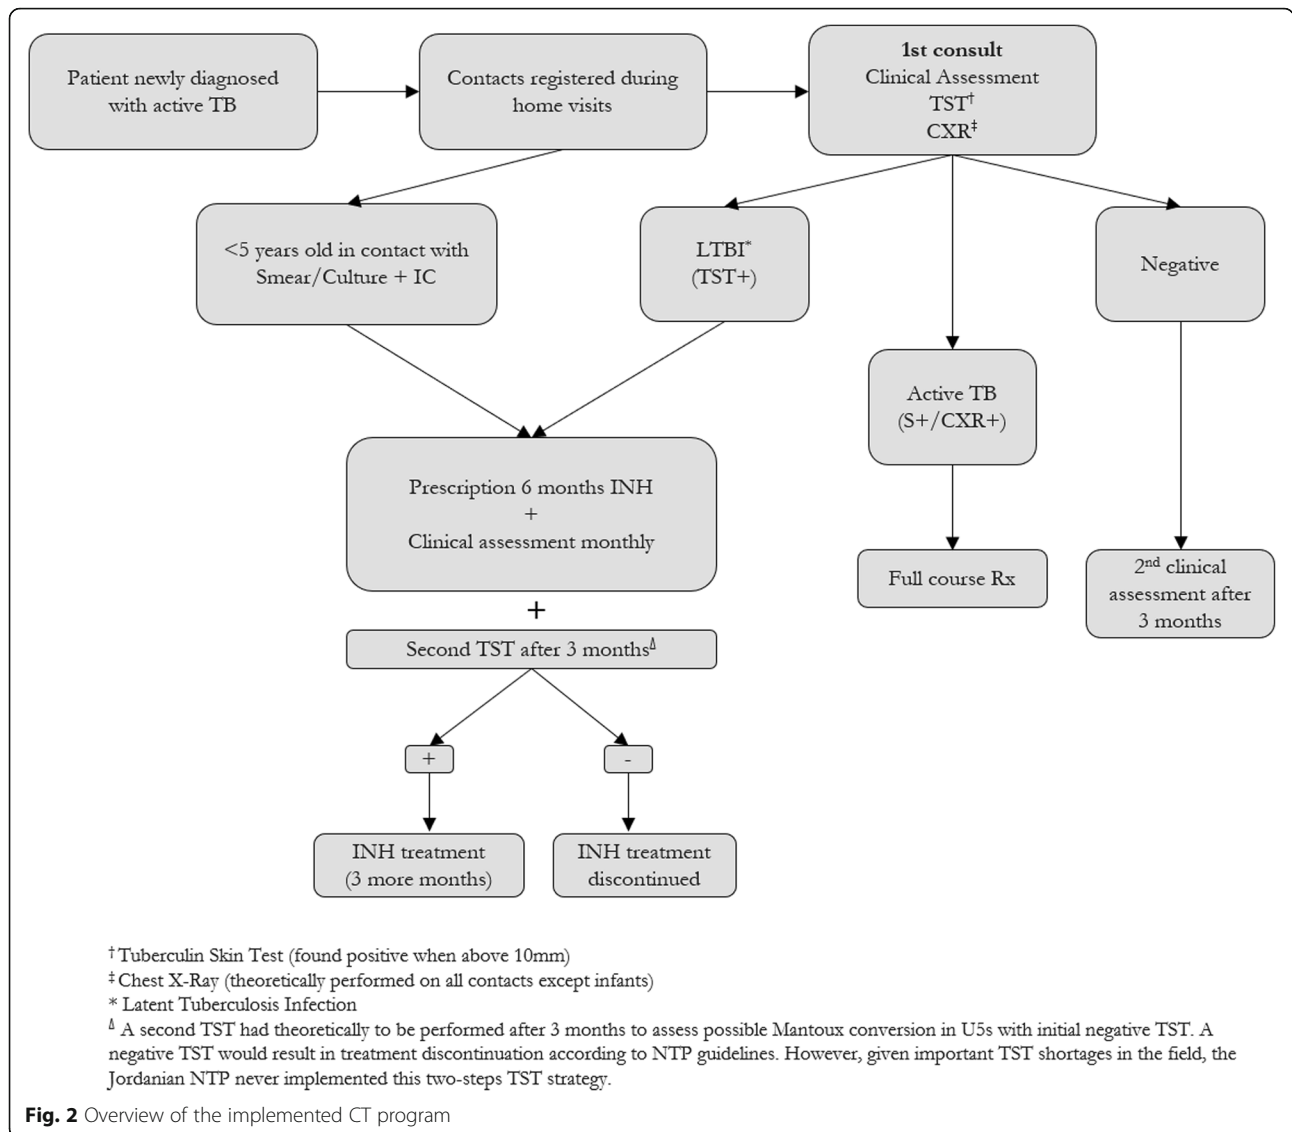 Patient newly diagnosed
with active TB
Contacts registered during
home visits
1st consult
Clinical Assessment
TST†
CXR‡
<5 years old in contact with
Smear/Culture + IC
LTBI*
(TST+)
Negative
Active TB
(S+/CXR+)
Prescription 6 months INH
+
Clinical assessment monthly
Full course Rx
2nd clinical
assessment after
3 months
+
Second TST after 3 monthsΔ
+
-
INH treatment
(3 more months)
INH treatment
discontinued
† Tuberculin Skin Test (found positive when above 10mm)
‡ Chest X-Ray (theoretically performed on all contacts except infants)
* Latent Tuberculosis Infection
Δ A second TST had theoretically to be performed after 3 months to assess possible Mantoux conversion in U5s with initial negative TST. A
negative TST would result in treatment discontinuation according to NTP guidelines. However, given important TST shortages in the field, the
Jordanian NTP never implemented this two-steps TST strategy.
Fig. 2 Overview of the implemented CT program